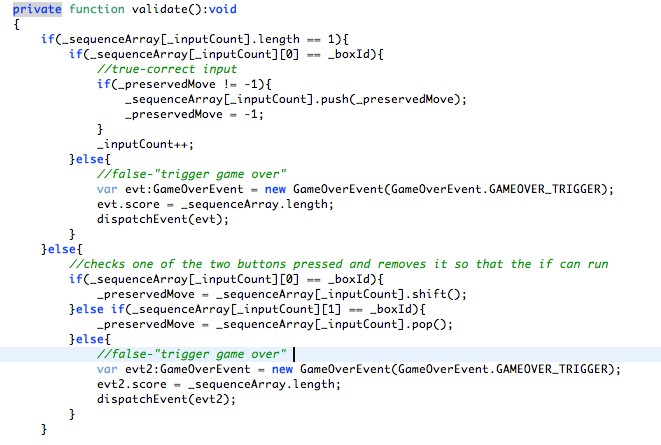 private function validate():void
{
    if(_sequenceArray[_inputCount].length == 1){
        if(_sequenceArray[_inputCount][0] == _boxId){
            //true-correct input
            if(_preservedMove != -1){
                _sequenceArray[_inputCount].push(_preservedMove);
                _preservedMove = -1;
            }
            _inputCount++;
        }else{
            //false-"trigger game over"
            var evt:GameOverEvent = new GameOverEvent(GameOverEvent.GAMEOVER_TRIGGER);
            evt.score = _sequenceArray.length;
            dispatchEvent(evt);
        }
    }else{
        //checks one of the two buttons pressed and removes it so that the if can run
        if(_sequenceArray[_inputCount][0] == _boxId){
            _preservedMove = _sequenceArray[_inputCount].shift();
        }else if(_sequenceArray[_inputCount][1] == _boxId){
            _preservedMove = _sequenceArray[_inputCount].pop();
        }else{
            //false-"trigger game over"
            var evt2:GameOverEvent = new GameOverEvent(GameOverEvent.GAMEOVER_TRIGGER);
            evt2.score = _sequenceArray.length;
            dispatchEvent(evt2);
        }
    }